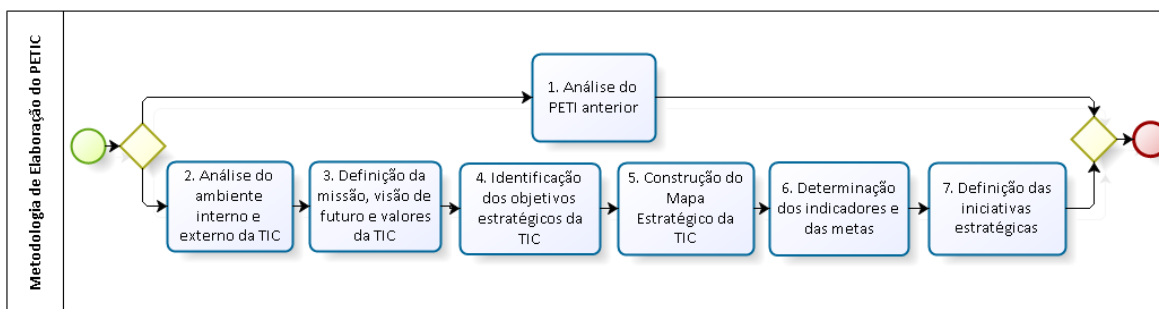 Metodologia de Elaboração do PETIC
1. Análise do
PETI anterior
2. Análise do
ambiente
interno e
externo da TIC
3. Definição da
missão, visão de
futuro e valores
da TIC
4. Identificação
dos objetivos
estratégicos da
TIC
5. Construção do
Mapa
Estratégico da
TIC
6. Determinação
dos indicadores e
das metas
7. Definição das
iniciativas
estratégicas